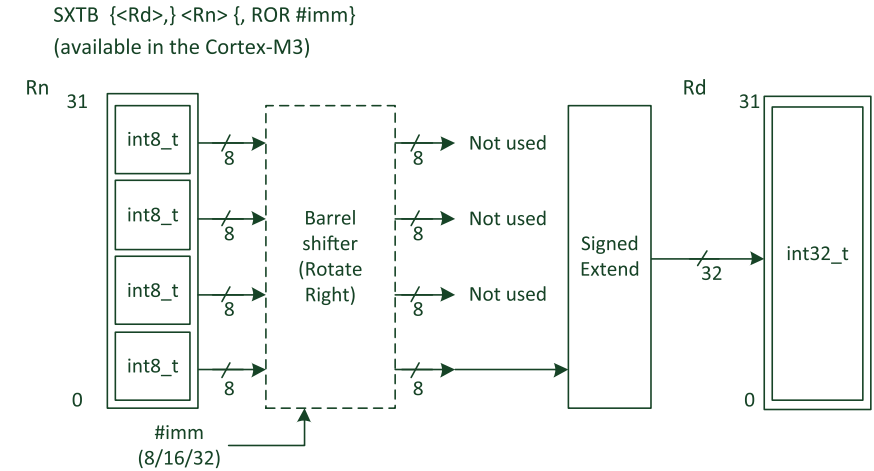 SXTB {<Rd>,} <Rn> {, ROR #imm}
(available in the Cortex-M3)
Rn
Rd
31
31
int8_t
8
8
Not used
int8_t
8
8
Not used
Barrel
shifter
(Rotate
Right)
Signed
Extend
32
int32_t
int8_t
8
8
Not used
int8_t
8
8
0
0
#imm
(8/16/32)